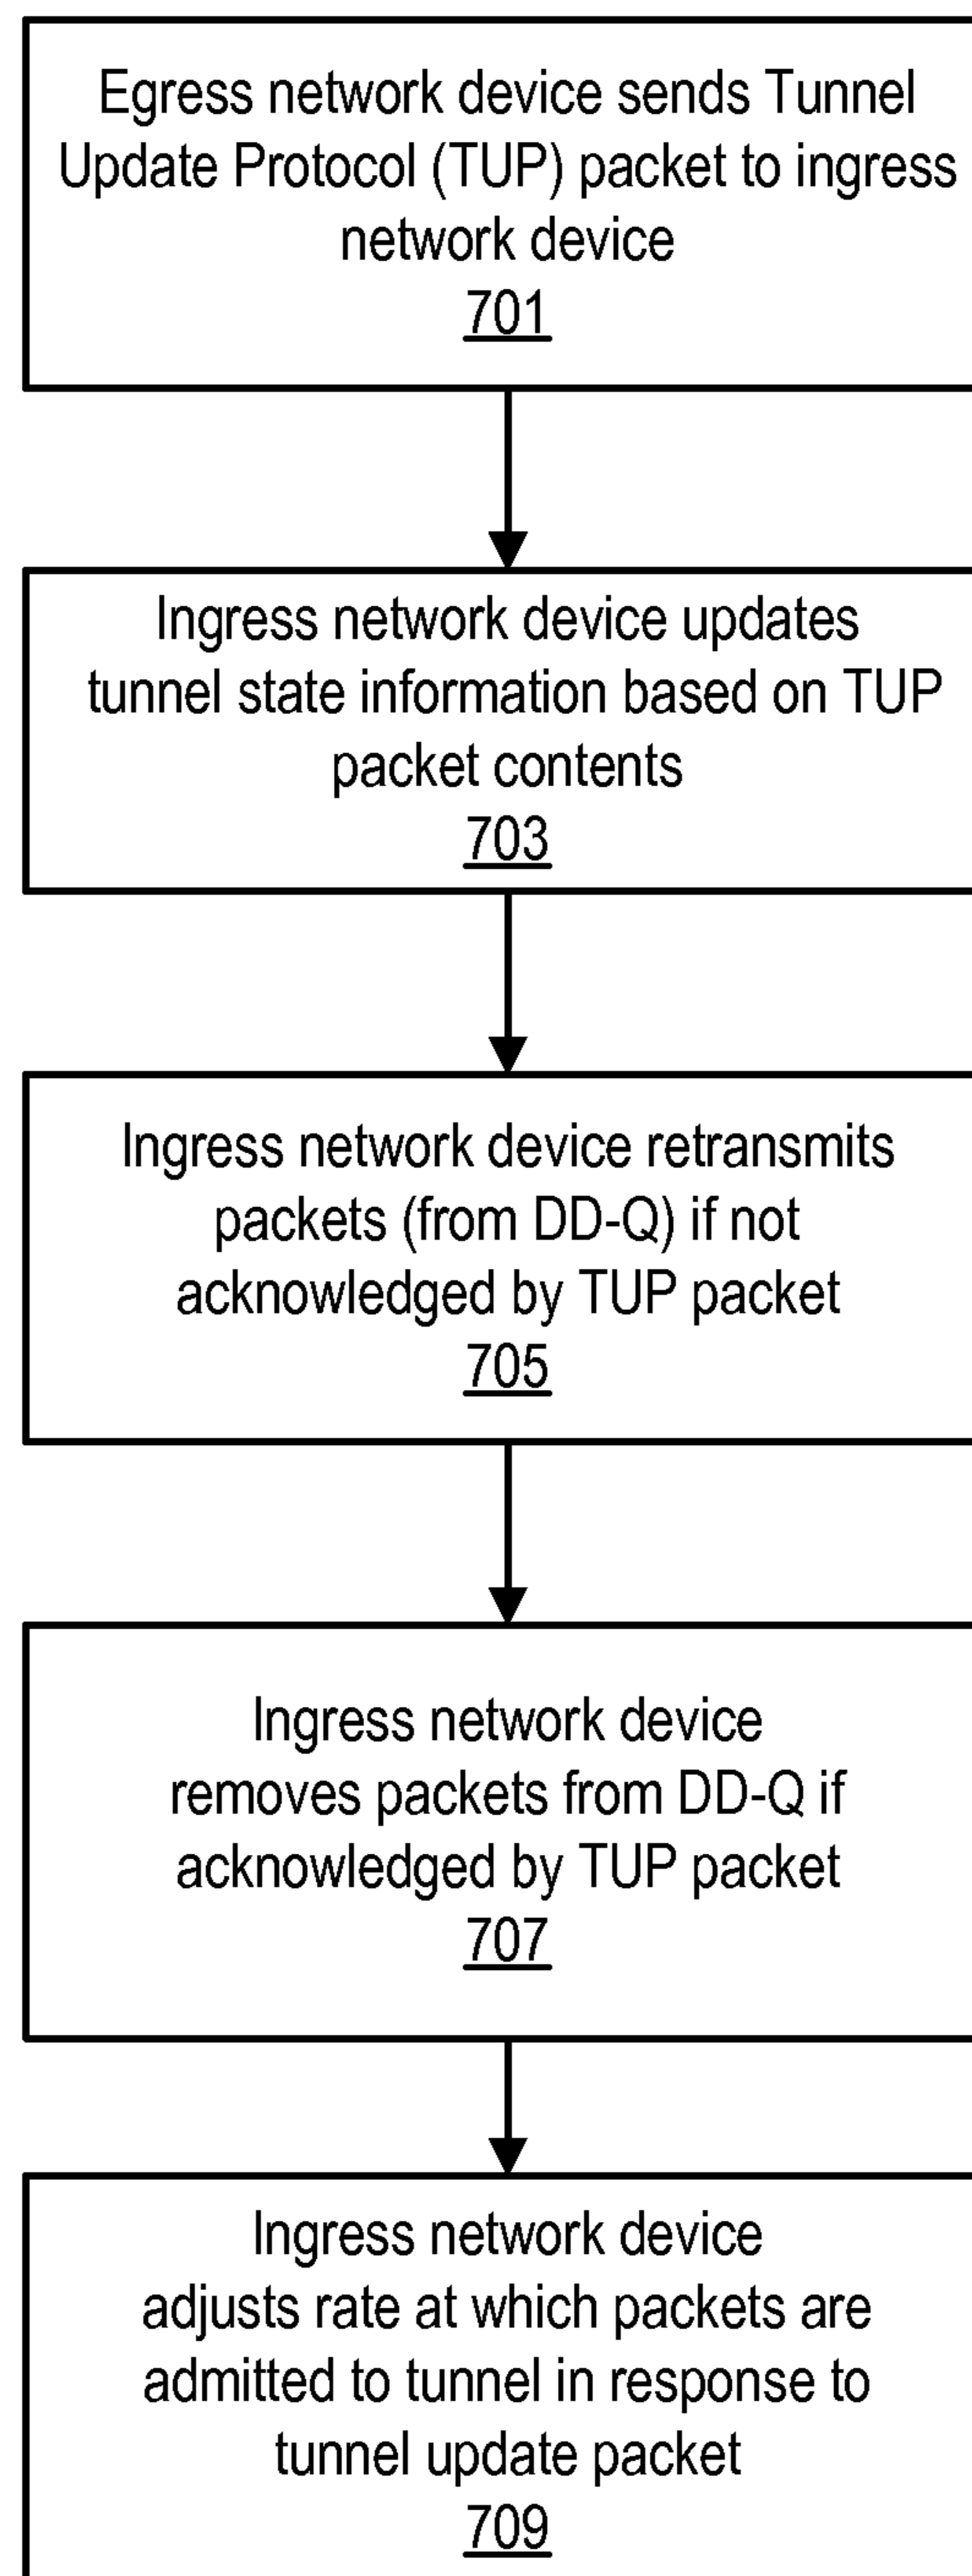 Egress network device sends Tunnel
Update Protocol (TUP) packet to ingress
network device
701
Ingress network device updates
tunnel state information based on TUP
packet contents
703
Ingress network device retransmits
packets (from DD-Q) if not
acknowledged by TUP packet
705
Ingress network device
removes packets from DD-Q if
acknowledged by TUP packet
707
Ingress network device
adjusts rate at which packets are
admitted to tunnel in response to
tunnel update packet
709